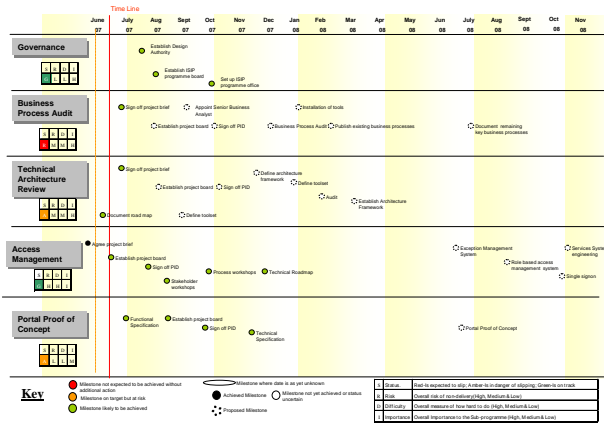 Time Line
June July Aug Sept Oct Nov Dec Jan Feb Mar Apr May June July Aug Sept Oct Nov
07 07 07 07 07 07 07 08 08 08 08 08 08 08 08 08 08 08
Governance
S R D I
G L L H
Establish Design
Authority
Establish ISIP
programme board
Set up ISIP
programme office
Business
Process Audit
S R D I
R M M H
Sign off project brief
Appoint Senior Business
Analyst
Installation of tools
Establish project board
Sign off PID
Business Process Audit
Publish existing business processes
Document remaining
key business processes
Technical
Architecture
Review
S R D I
A M M H
Sign off project brief
Define architecture
framework
Define toolset
Establish project board
Sign off PID
Audit
Establish Architecture
Framework
Document road map
Define toolset
Access
Management
S R D I
G H H I
Agree project brief
Exception Management
System
Services System
engineering
Establish project board
Role based access
management system
Sign off PID
Process workshops
Technical Roadmap
Single signon
Stakeholder
workshops
Portal Proof of
Concept
S R D I
A L L M
Functional
Specification
Establish project board
Sign off PID
Technical
Specification
Portal Proof of Concept
Key
Milestone not expected to be achieved without
additional action
Milestone on target but at risk
Milestone likely to be achieved
Milestone where date is as yet unknown
Achieved Milestone
Milestone not yet achieved or status
uncertain
Proposed Milestone
S Status. Red-is expected to slip; Amber-is in danger of slipping; Green-is on track
R Risk Overall risk of non-delivery (High, Medium & Low)
D Difficulty Overall measure of how hard to do (High, Medium & Low)
I Importance Overall Importance to the Sub-programme (High, Medium & Low)